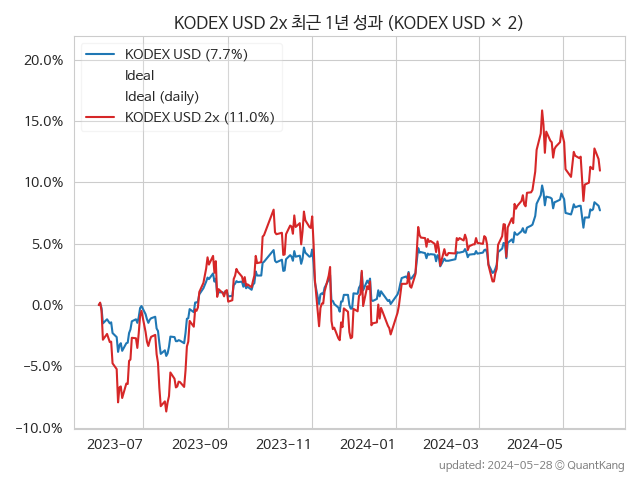 KODEX USD 2x 최근 1년 성과 (KODEX USD × 2)
KODEX USD (7.7%)
Ideal
Ideal (daily)
KODEX USD 2x (11.0%)
20.0%
15.0%
10.0%
5.0%
0.0%
−5.0%
−10.0%
2023-07 2023-09 2023-11 2024-01 2024-03 2024-05
updated: 2024-05-28 © QuantKang